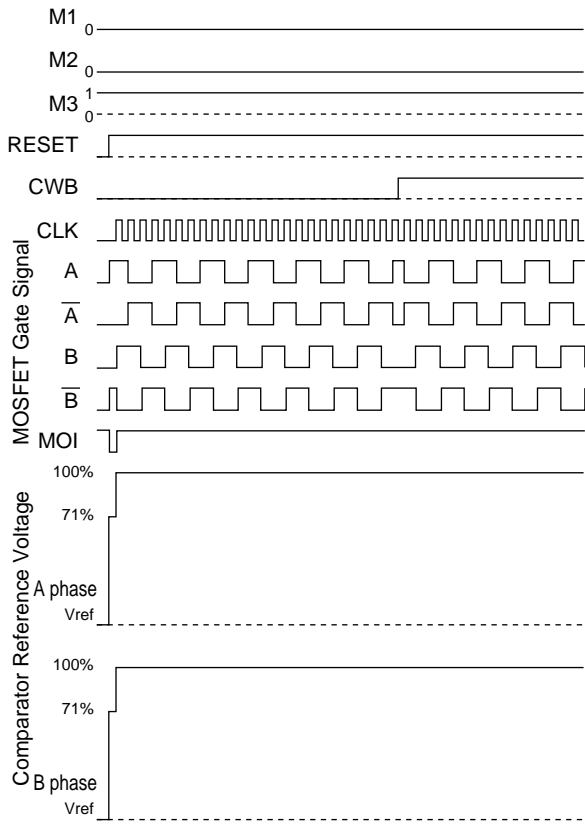 M1 0
M2 0
M3 1
0
RESET
CWB
CLK
MOSFET Gate Signal
A
A̅
B
B̅
MOI
Comparator Reference Voltage
100%
71%
A phase
Vref
100%
71%
B phase
Vref